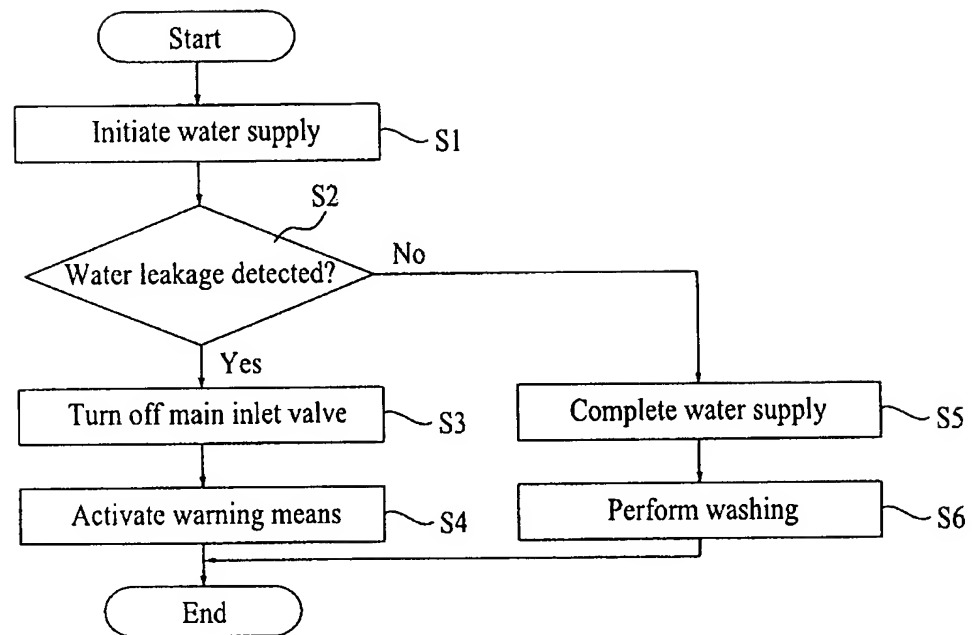 Start
Initiate water supply
S1
S2
Water leakage detected?
No
Yes
Turn off main inlet valve
S3
Complete water supply
S5
Activate warning means
S4
Perform washing
S6
End